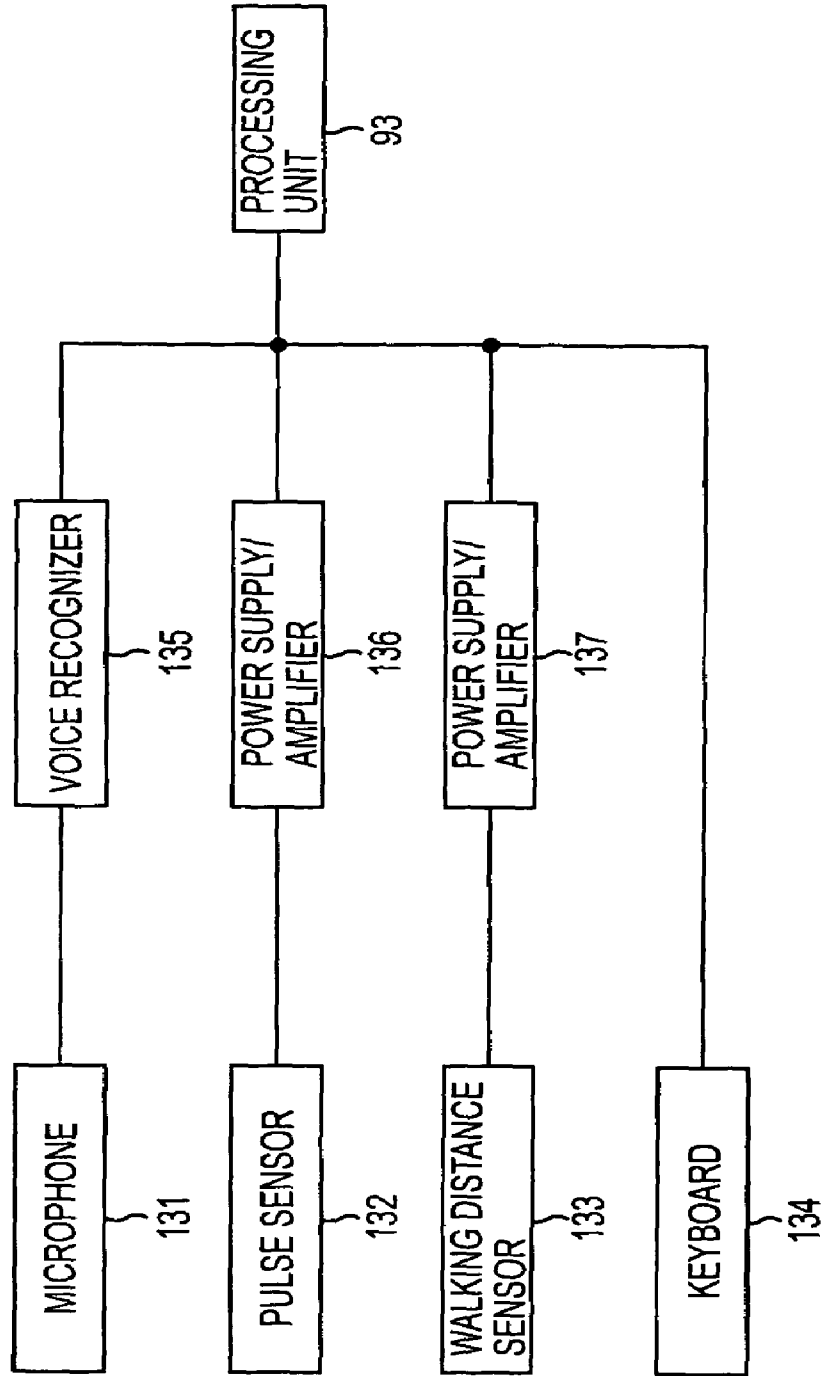 MICROPHONE
131
VOICE RECOGNIZER
135
PULSE SENSOR
132
POWER SUPPLY/
AMPLIFIER
136
PROCESSING
UNIT
93
WALKING DISTANCE
SENSOR
133
POWER SUPPLY/
AMPLIFIER
137
KEYBOARD
134